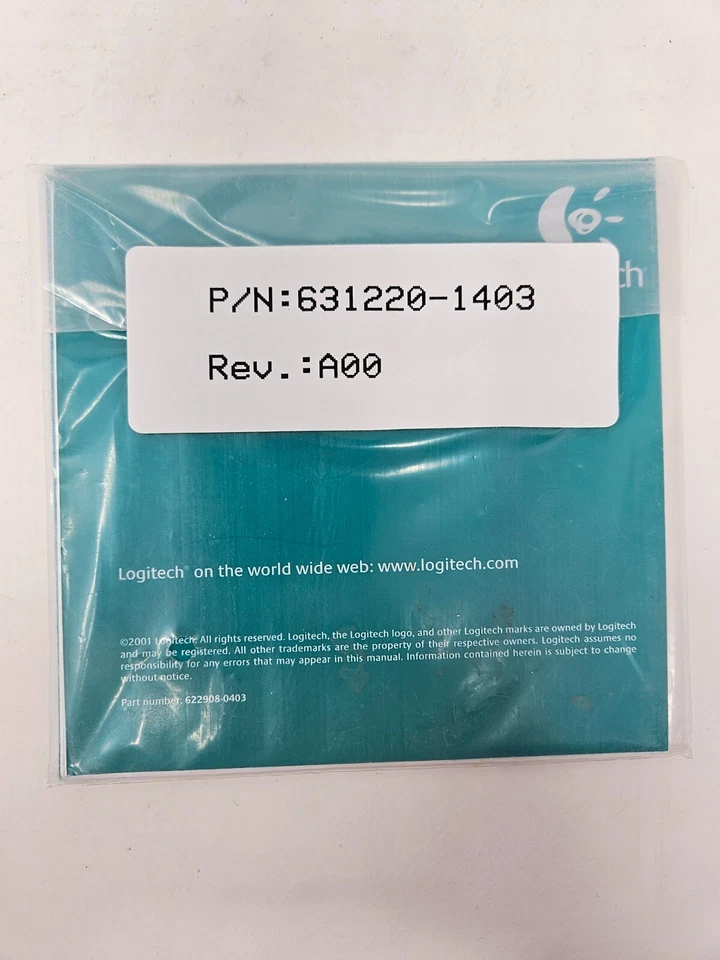 ch
P/N:631220-1403
Rev.:A00
Logitech® on the world wide web: www.logitech.com
©2001 Logitech, All rights reserved. Logitech, the Logitech logo, and other Logitech marks are owned by Logitech
and may be registered. All other trademarks are the property of their respective owners. Logitech assumes no
responsibility for any errors that may appear in this manual. Information contained herein is subject to change
without notice.
Part number: 622908-0403